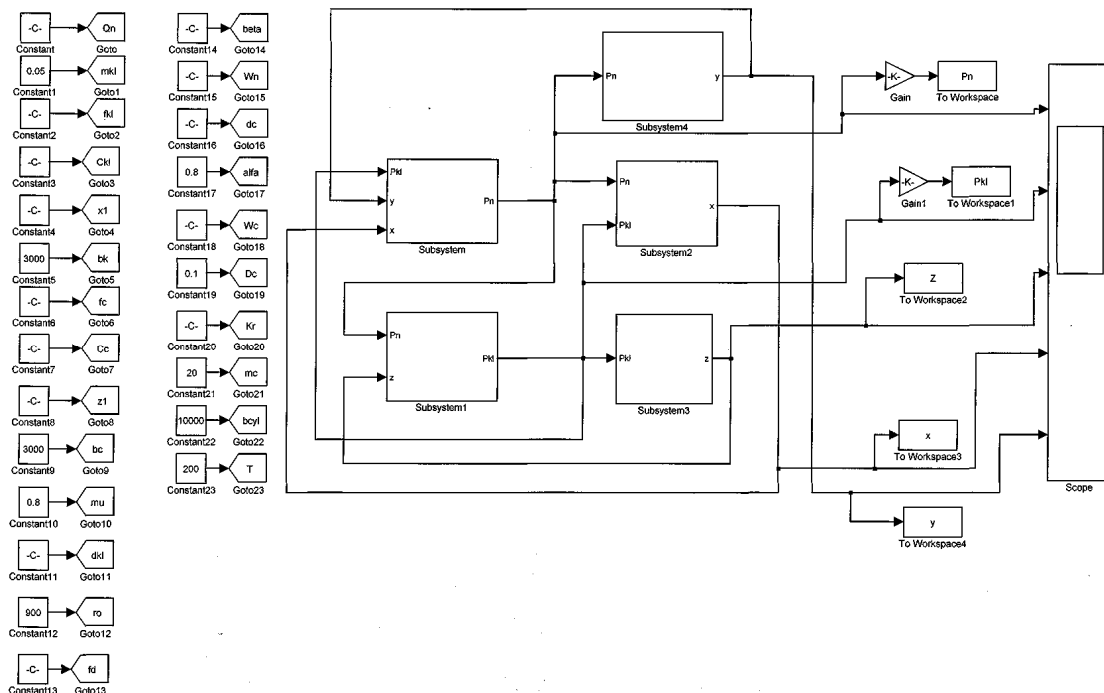 -C- Qn
Constant Goto
0.05 mkl
Constant1 Goto1
-C- fkl
Constant2 Goto2
-C- Ckl
Constant3 Goto3
-C- x1
Constant4 Goto4
3000 bk
Constant5 Goto5
-C- fc
Constant6 Goto6
-C- Cc
Constant7 Goto7
-C- z1
Constant8 Goto8
3000 bc
Constant9 Goto9
0.8 mu
Constant10 Goto10
-C- dkl
Constant11 Goto11
900 ro
Constant12 Goto12
-C- fd
Constant13 Goto13
-C- beta
Constant14 Goto14
-C- Wn
Constant15 Goto15
-C- dc
Constant16 Goto16
0.8 alfa
Constant17 Goto17
-C- Wc
Constant18 Goto18
0.1 Dc
Constant19 Goto19
-C- Kr
Constant20 Goto20
20 mc
Constant21 Goto21
10000 bcyl
Constant22 Goto22
200 T
Constant23 Goto23
Pn y
Subsystem4
Pkl
y
x
Pn
Subsystem
Pn
Pkl
x
Subsystem2
Pn
z
Pkl
Subsystem1
Pkl z
Subsystem3
-K- Pn
Gain To Workspace
-K- Pkl
Gain1 To Workspace1
Z
To Workspace2
x
To Workspace3
y
To Workspace4
Scope